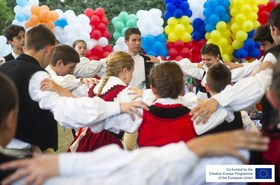 Co-funded by the
Creative Europe Programme
of the European Union